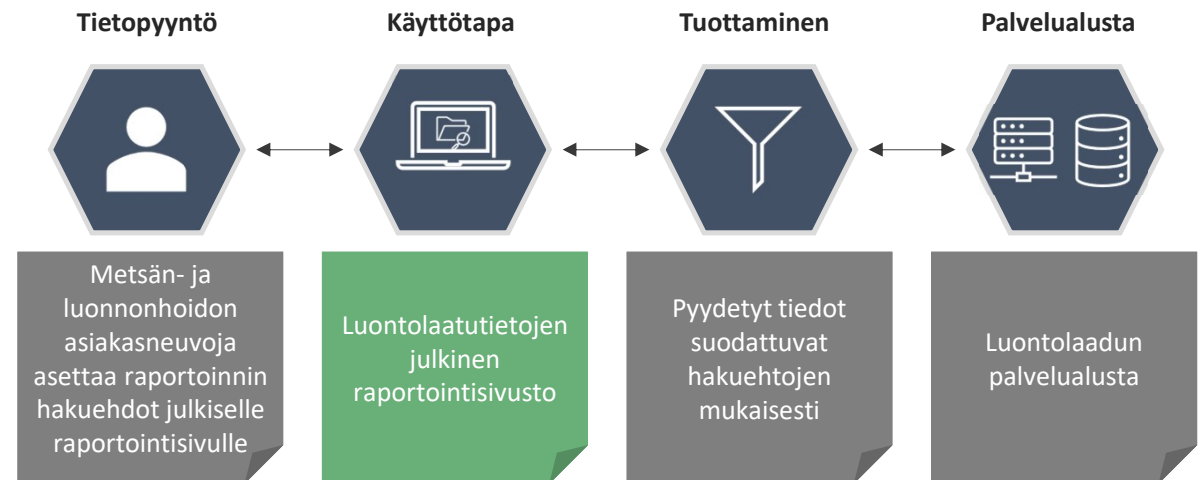 Tietopyyntö
Käyttötapa
Tuottaminen
Palvelualusta
Metsän- ja
luonnonhoidon
asiakasneuvoja
asettaa raportoinnin
hakuehdot julkiselle
raportointisivulle
Luontolaatutietojen
julkinen
raportointisivusto
Pyydetyt tiedot
suodattuvat
hakuehtojen
mukaisesti
Luontolaadun
palvelualusta